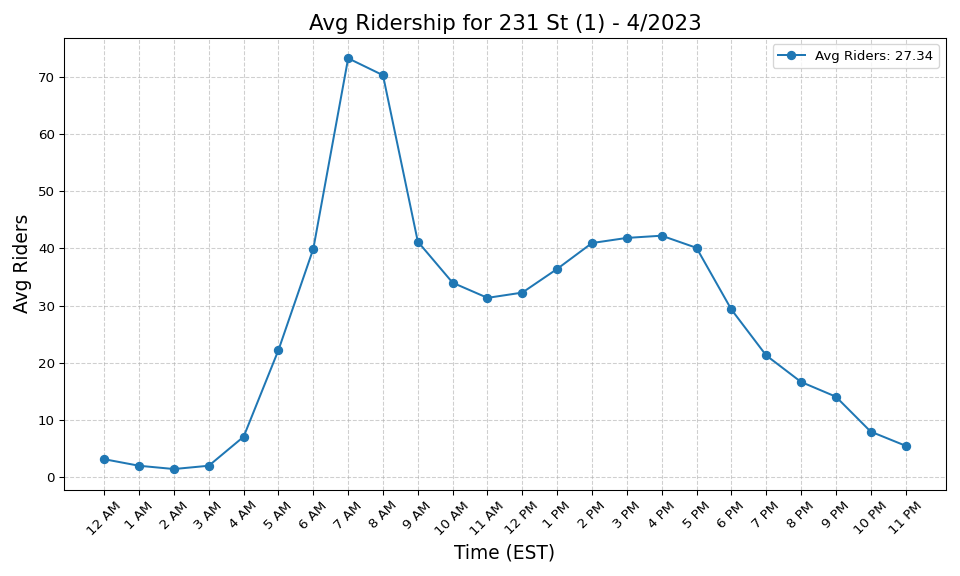 Avg Ridership for 231 St (1) - 4/2023
Avg Riders: 27.34
Avg Riders
70
60
50
40
30
20
10
0
12 AM
1 AM
2 AM
3 AM
4 AM
5 AM
6 AM
7 AM
8 AM
9 AM
10 AM
11 AM
12 PM
1 PM
2 PM
3 PM
4 PM
5 PM
6 PM
7 PM
8 PM
9 PM
10 PM
11 PM
Time (EST)